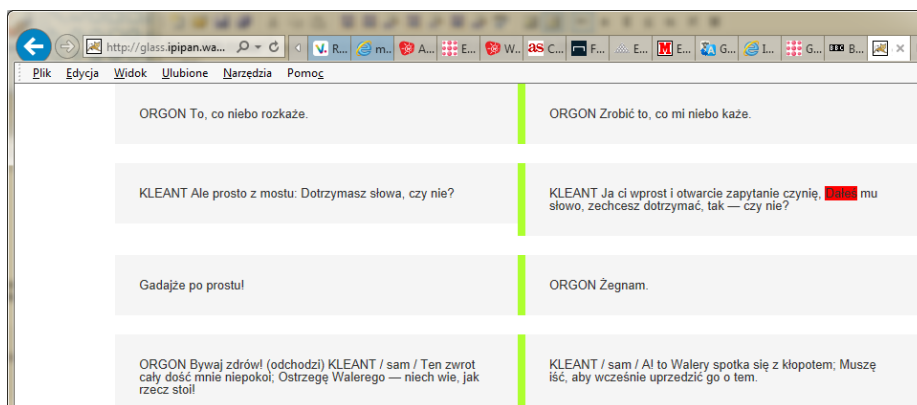 http://glass.ipipan.wa...
V. R...
m...
A...
E...
W...
as C...
F...
E...
M E...
G...
I...
G...
B...
Plik Edycja Widok Ulubione Narzędzia Pomoc
ORGON To, co niebo rozkaże.
ORGON Zrobić to, co mi niebo każe.
KLEANT Ale prosto z mostu: Dotrzymasz słowa, czy nie?
KLEANT Ja ci wprost i otwarcie zapytanie czynię, Dałeś mu
słowo, zechcesz dotrzymać, tak — czy nie?
Gadajże po prostu!
ORGON Żegnam.
ORGON Bywaj zdrów! (odchodzi) KLEANT / sam / Ten zwrot
cały dość mnie niepokoi; Ostrzegę Walerego — niech wie, jak
rzecz stoi!
KLEANT / sam / A! to Walery spotka się z kłopotem; Muszę
iść, aby wcześnie uprzedzić go o tem.